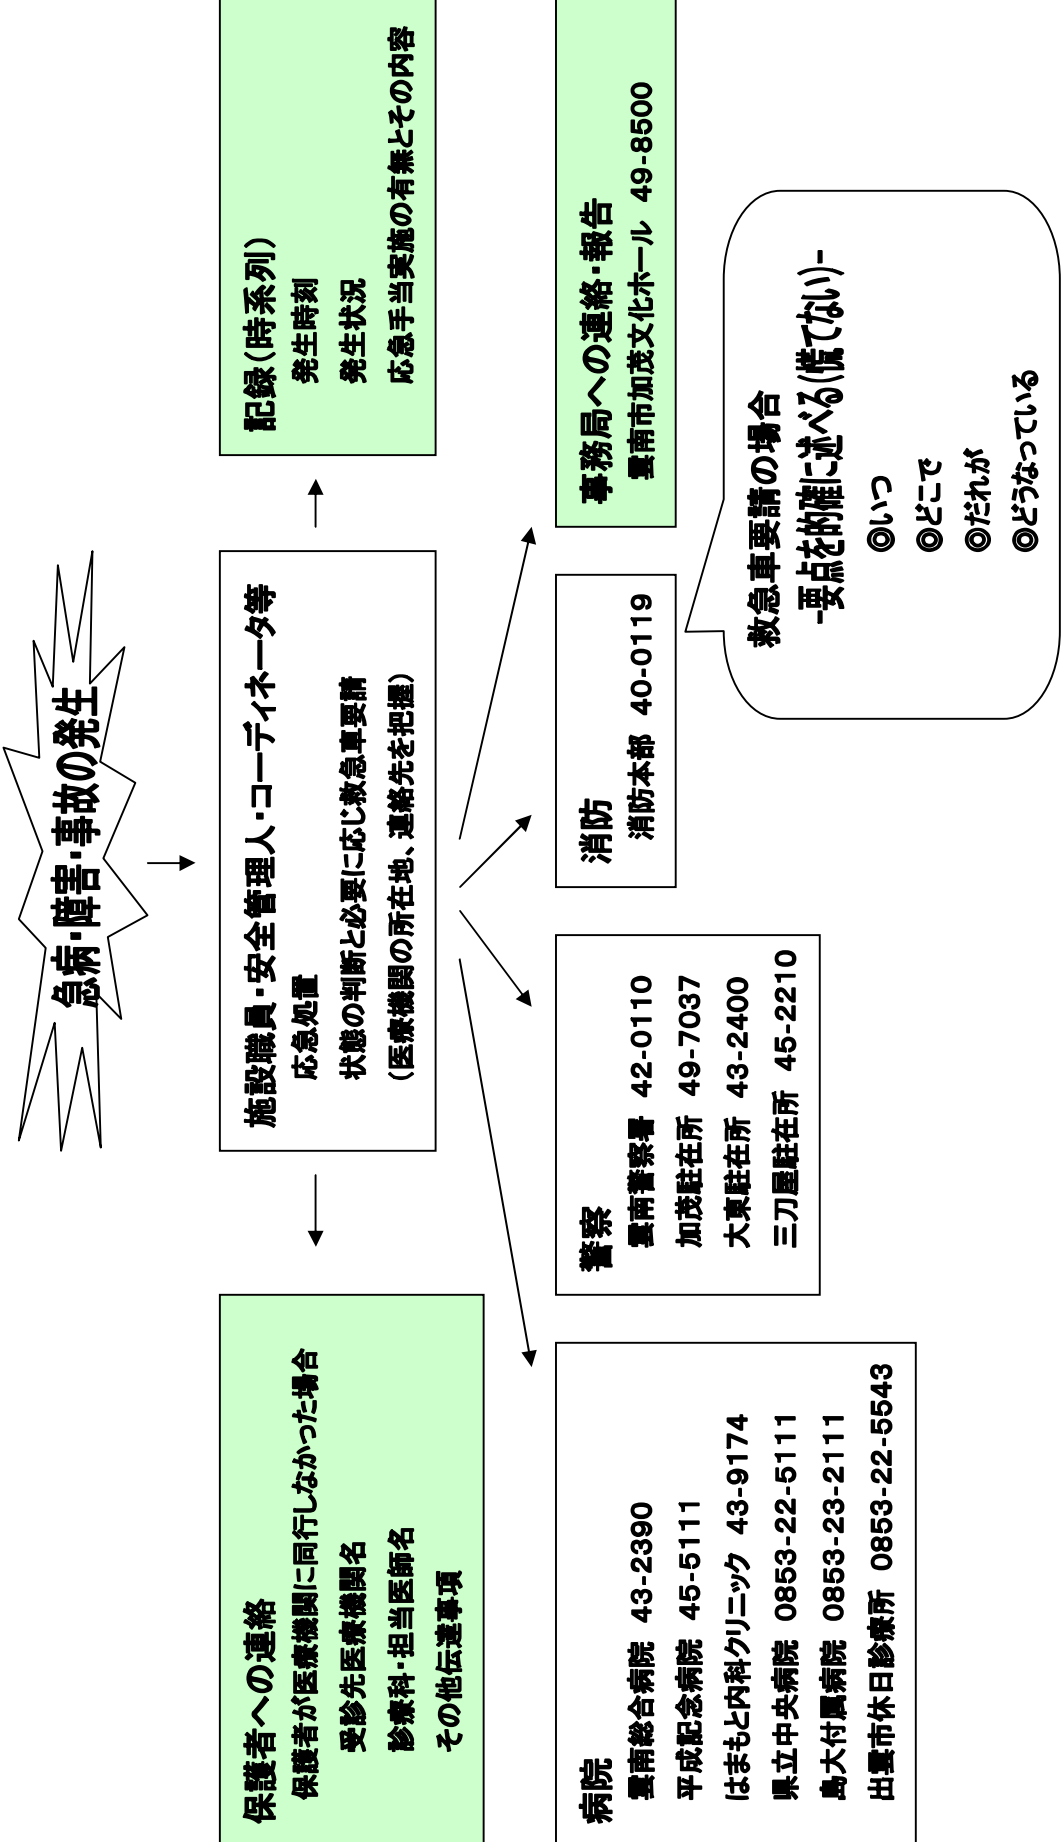 急病・障害・事故の発生
施設職員・安全管理人・コーディネータ等
応急処置
状態の判断と必要に応じ救急車要請
（医療機関の所在地、連絡先を把握）
保護者への連絡
保護者が医療機関に同行しなかった場合
受診先医療機関名
診療科・担当医師名
その他伝達事項
記録（時系列）
発生時刻
発生状況
応急手当実施の有無とその内容
病院
雲南総合病院 43-2390
平成記念病院 45-5111
はまもと内科クリニック 43-9174
県立中央病院 0853-22-5111
島大付属病院 0853-23-2111
出雲市休日診療所 0853-22-5543
警察
雲南警察署 42-0110
加茂駐在所 49-7037
大東駐在所 43-2400
三刀屋駐在所 45-2210
消防
消防本部 40-0119
事務局への連絡・報告
雲南市加茂文化ホール 49-8500
救急車要請の場合
-要点を的確に述べる(慌てない)-
◎いつ
◎どこで
◎だれが
◎どうなっている